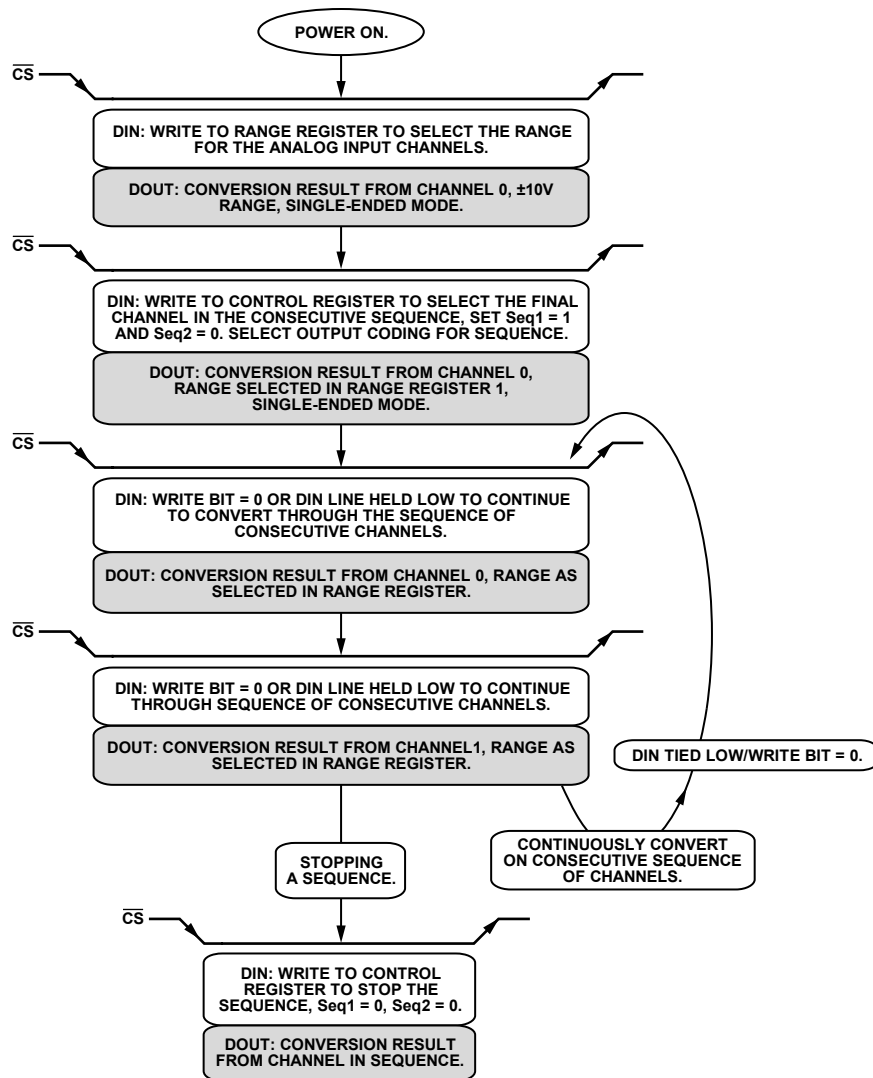 POWER ON.
CS
DIN: WRITE TO RANGE REGISTER TO SELECT THE RANGE
FOR THE ANALOG INPUT CHANNELS.
DOUT: CONVERSION RESULT FROM CHANNEL 0, ±10V
RANGE, SINGLE-ENDED MODE.
CS
DIN: WRITE TO CONTROL REGISTER TO SELECT THE FINAL
CHANNEL IN THE CONSECUTIVE SEQUENCE, SET Seq1 = 1
AND Seq2 = 0. SELECT OUTPUT CODING FOR SEQUENCE.
DOUT: CONVERSION RESULT FROM CHANNEL 0,
RANGE SELECTED IN RANGE REGISTER 1,
SINGLE-ENDED MODE.
CS
DIN: WRITE BIT = 0 OR DIN LINE HELD LOW TO CONTINUE
TO CONVERT THROUGH THE SEQUENCE OF
CONSECUTIVE CHANNELS.
DOUT: CONVERSION RESULT FROM CHANNEL 0, RANGE AS
SELECTED IN RANGE REGISTER.
CS
DIN: WRITE BIT = 0 OR DIN LINE HELD LOW TO CONTINUE
THROUGH SEQUENCE OF CONSECUTIVE CHANNELS.
DOUT: CONVERSION RESULT FROM CHANNEL1, RANGE AS
SELECTED IN RANGE REGISTER.
DIN TIED LOW/WRITE BIT = 0.
CONTINUOUSLY CONVERT
ON CONSECUTIVE SEQUENCE
OF CHANNELS.
STOPPING
A SEQUENCE.
CS
DIN: WRITE TO CONTROL
REGISTER TO STOP THE
SEQUENCE, Seq1 = 0, Seq2 = 0.
DOUT: CONVERSION RESULT
FROM CHANNEL IN SEQUENCE.